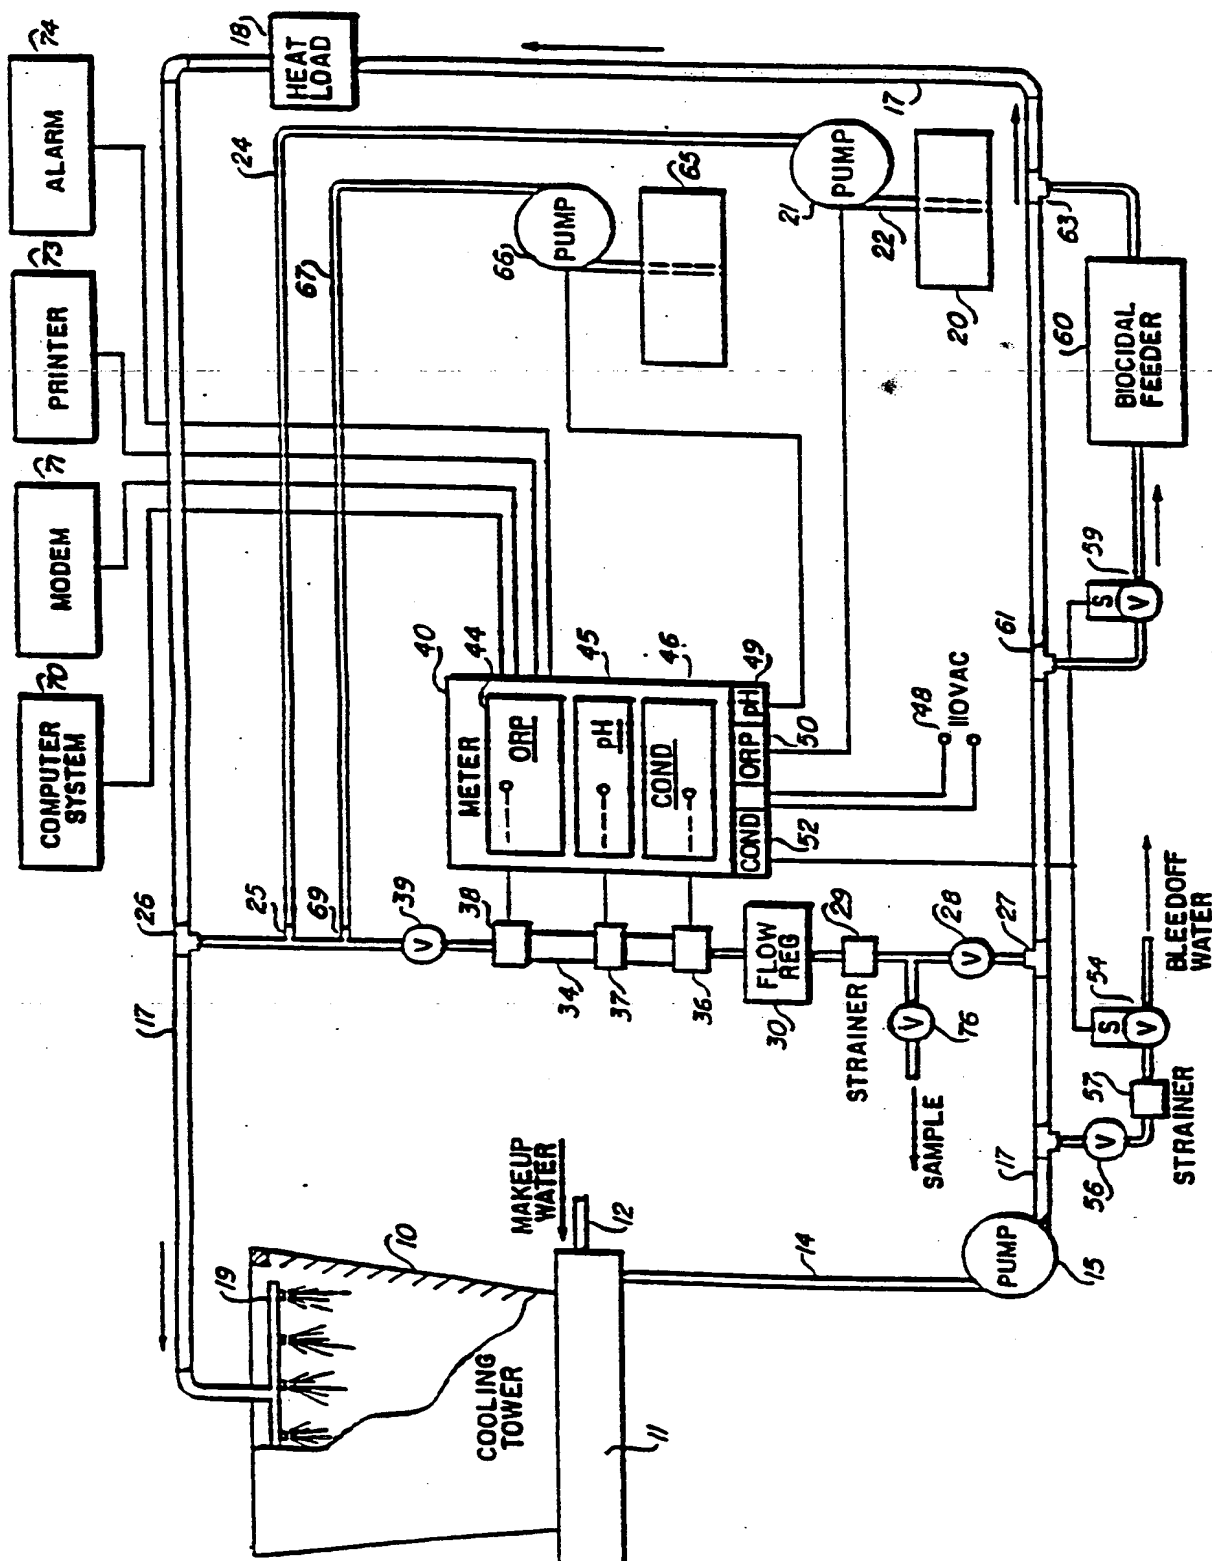 COMPUTER
SYSTEM
70
MODEM
71
PRINTER
73
ALARM
74
17
26
HEAT
LOAD
18
19
10
COOLING
TOWER
25
24
69
67
39
38
34
37
36
METER
40
44
ORP
pH
45
COND
46
COND
ORP
pH
49
50
52
48
110VAC
66
PUMP
65
21
PUMP
22
20
MAKEUP
WATER
12
11
14
FLOW
REG
30
STRAINER
29
V
V
V
28
76
SAMPLE
27
17
PUMP
15
61
63
17
V
56
57
STRAINER
S
V
54
BLEEDOFF
WATER
S
V
59
BIOCIDAL
FEEDER
60